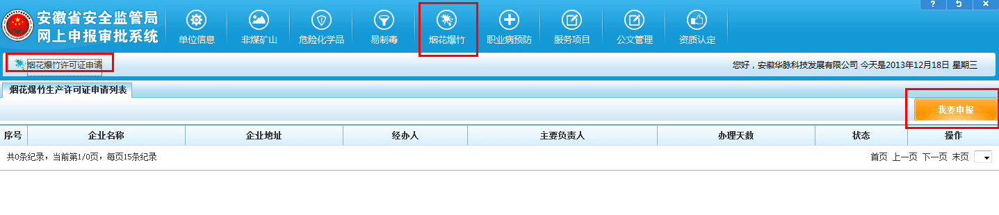 安徽省安全监管局
网上申报审批系统
单位信息
非煤矿山
危险化学品
易制毒
烟花爆竹
职业病预防
服务项目
公文管理
资质认定
?
烟花爆竹许可证申请
您好，安徽华脉科技发展有限公司 今天是2013年12月18日 星期三
烟花爆竹生产许可证申请列表
我要申报
序号 企业名称 企业地址 经办人 主要负责人 办理天数 状态 操作
共0条纪录，当前第1/0页，每页15条纪录 首页 上一页 下一页 末页